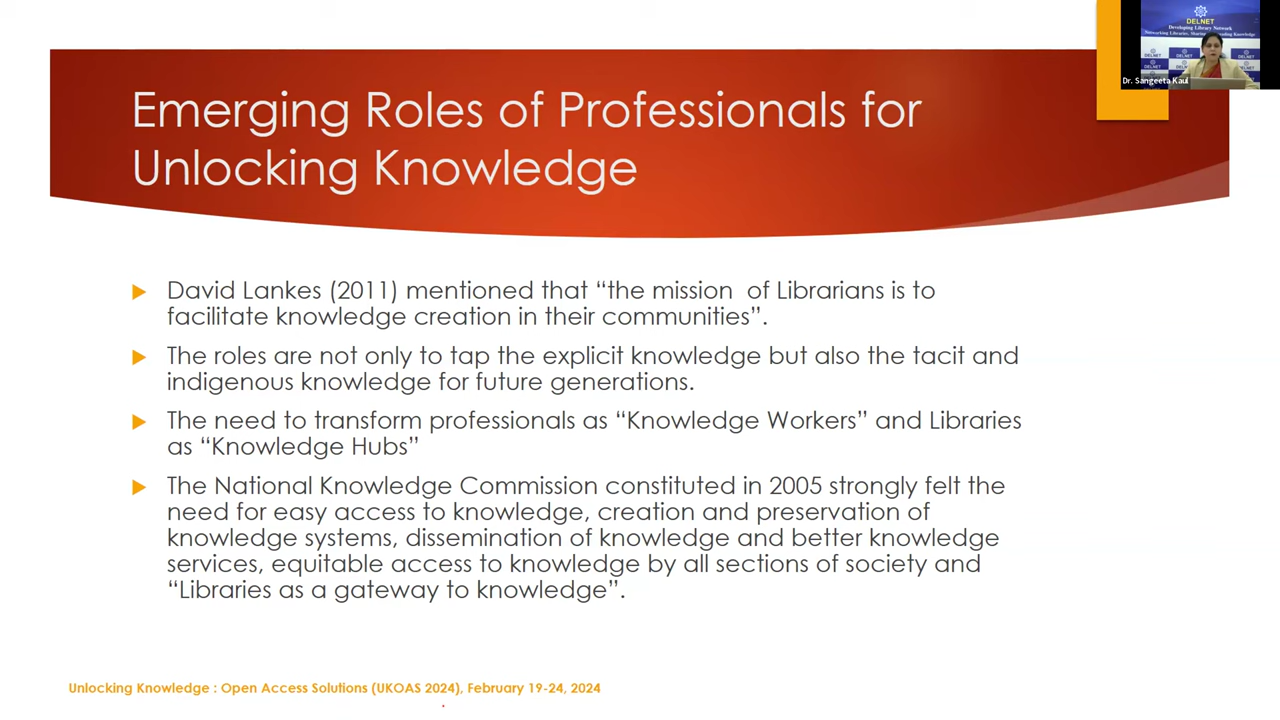 DELNET
Developing Library Network
DELNET
DELNET
DELNET
Dr. Sangeeta Kaul
Emerging Roles of Professionals for
Unlocking Knowledge
David Lankes (2011) mentioned that “the mission of Librarians is to
facilitate knowledge creation in their communities”.
The roles are not only to tap the explicit knowledge but also the tacit and
indigenous knowledge for future generations.
The need to transform professionals as “Knowledge Workers” and Libraries
as “Knowledge Hubs”
The National Knowledge Commission constituted in 2005 strongly felt the
need for easy access to knowledge, creation and preservation of
knowledge systems, dissemination of knowledge and better knowledge
services, equitable access to knowledge by all sections of society and
“Libraries as a gateway to knowledge”.
Unlocking Knowledge : Open Access Solutions (UKOAS 2024), February 19-24, 2024